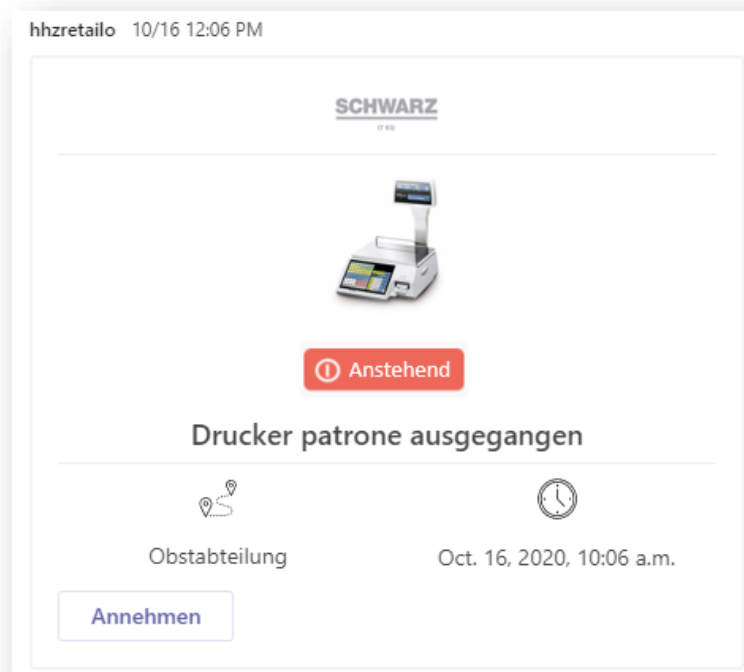 hhzretailo 10/16 12:06 PM
SCHWARZ
IT KG
Anstehend
Drucker patrone ausgegangen
Obstabteilung
Oct. 16, 2020, 10:06 a.m.
Annehmen